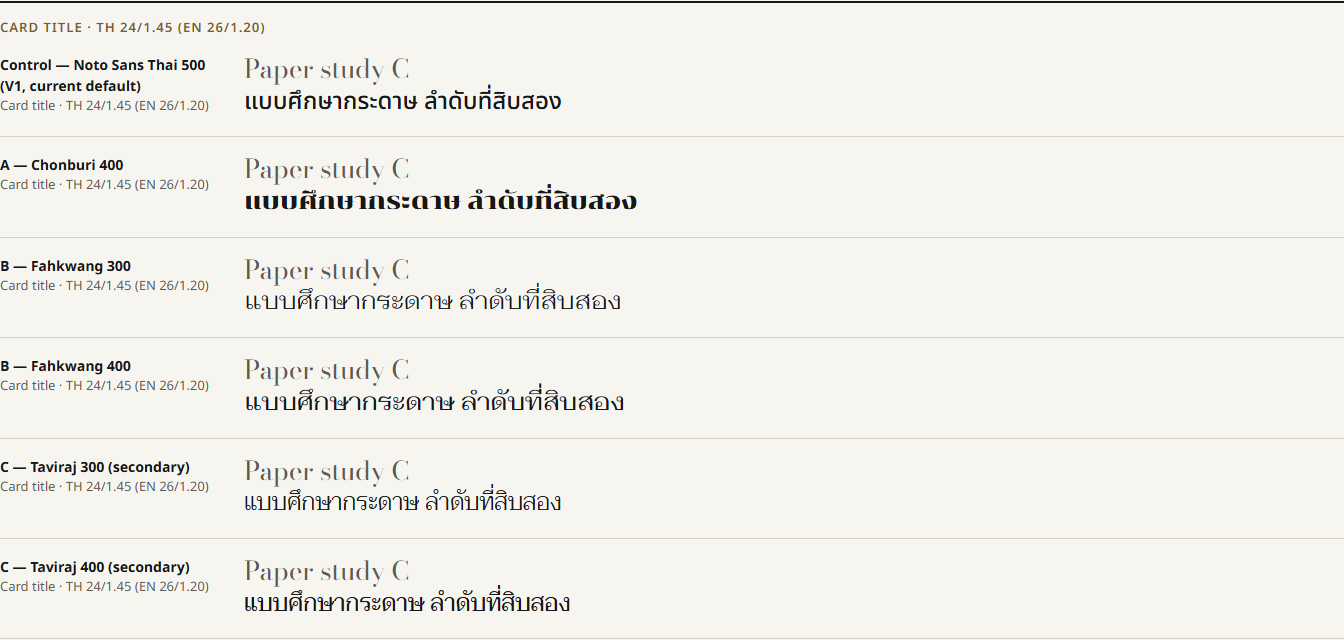 CARD TITLE · TH 24/1.45 (EN 26/1.20)
Control — Noto Sans Thai 500
(V1, current default)
Card title · TH 24/1.45 (EN 26/1.20)
Paper study C
แบบศึกษากระดาษ ลำดับที่สิบสอง
A — Chonburi 400
Card title · TH 24/1.45 (EN 26/1.20)
Paper study C
แบบศึกษากระดาษ ลำดับที่สิบสอง
B — Fahkwang 300
Card title · TH 24/1.45 (EN 26/1.20)
Paper study C
แบบศึกษากระดาษ ลำดับที่สิบสอง
B — Fahkwang 400
Card title · TH 24/1.45 (EN 26/1.20)
Paper study C
แบบศึกษากระดาษ ลำดับที่สิบสอง
C — Taviraj 300 (secondary)
Card title · TH 24/1.45 (EN 26/1.20)
Paper study C
แบบศึกษากระดาษ ลำดับที่สิบสอง
C — Taviraj 400 (secondary)
Card title · TH 24/1.45 (EN 26/1.20)
Paper study C
แบบศึกษากระดาษ ลำดับที่สิบสอง